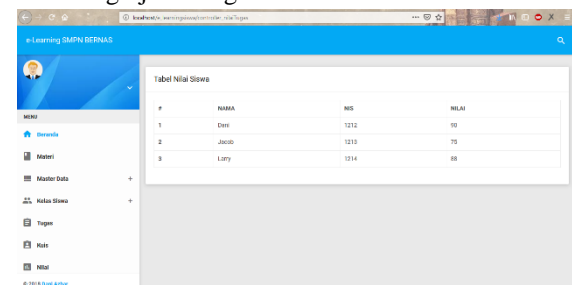 e-Learning SMPN BERNAS
Tabel Nilai Siswa
# NAMA NIS NILAI
1 Deni 1212 90
2 Jacob 1213 75
3 Larry 1214 88
MENU
Beranda
Materi
Master Data +
Kelas Siswa +
Tugas
Kuis
Nilai